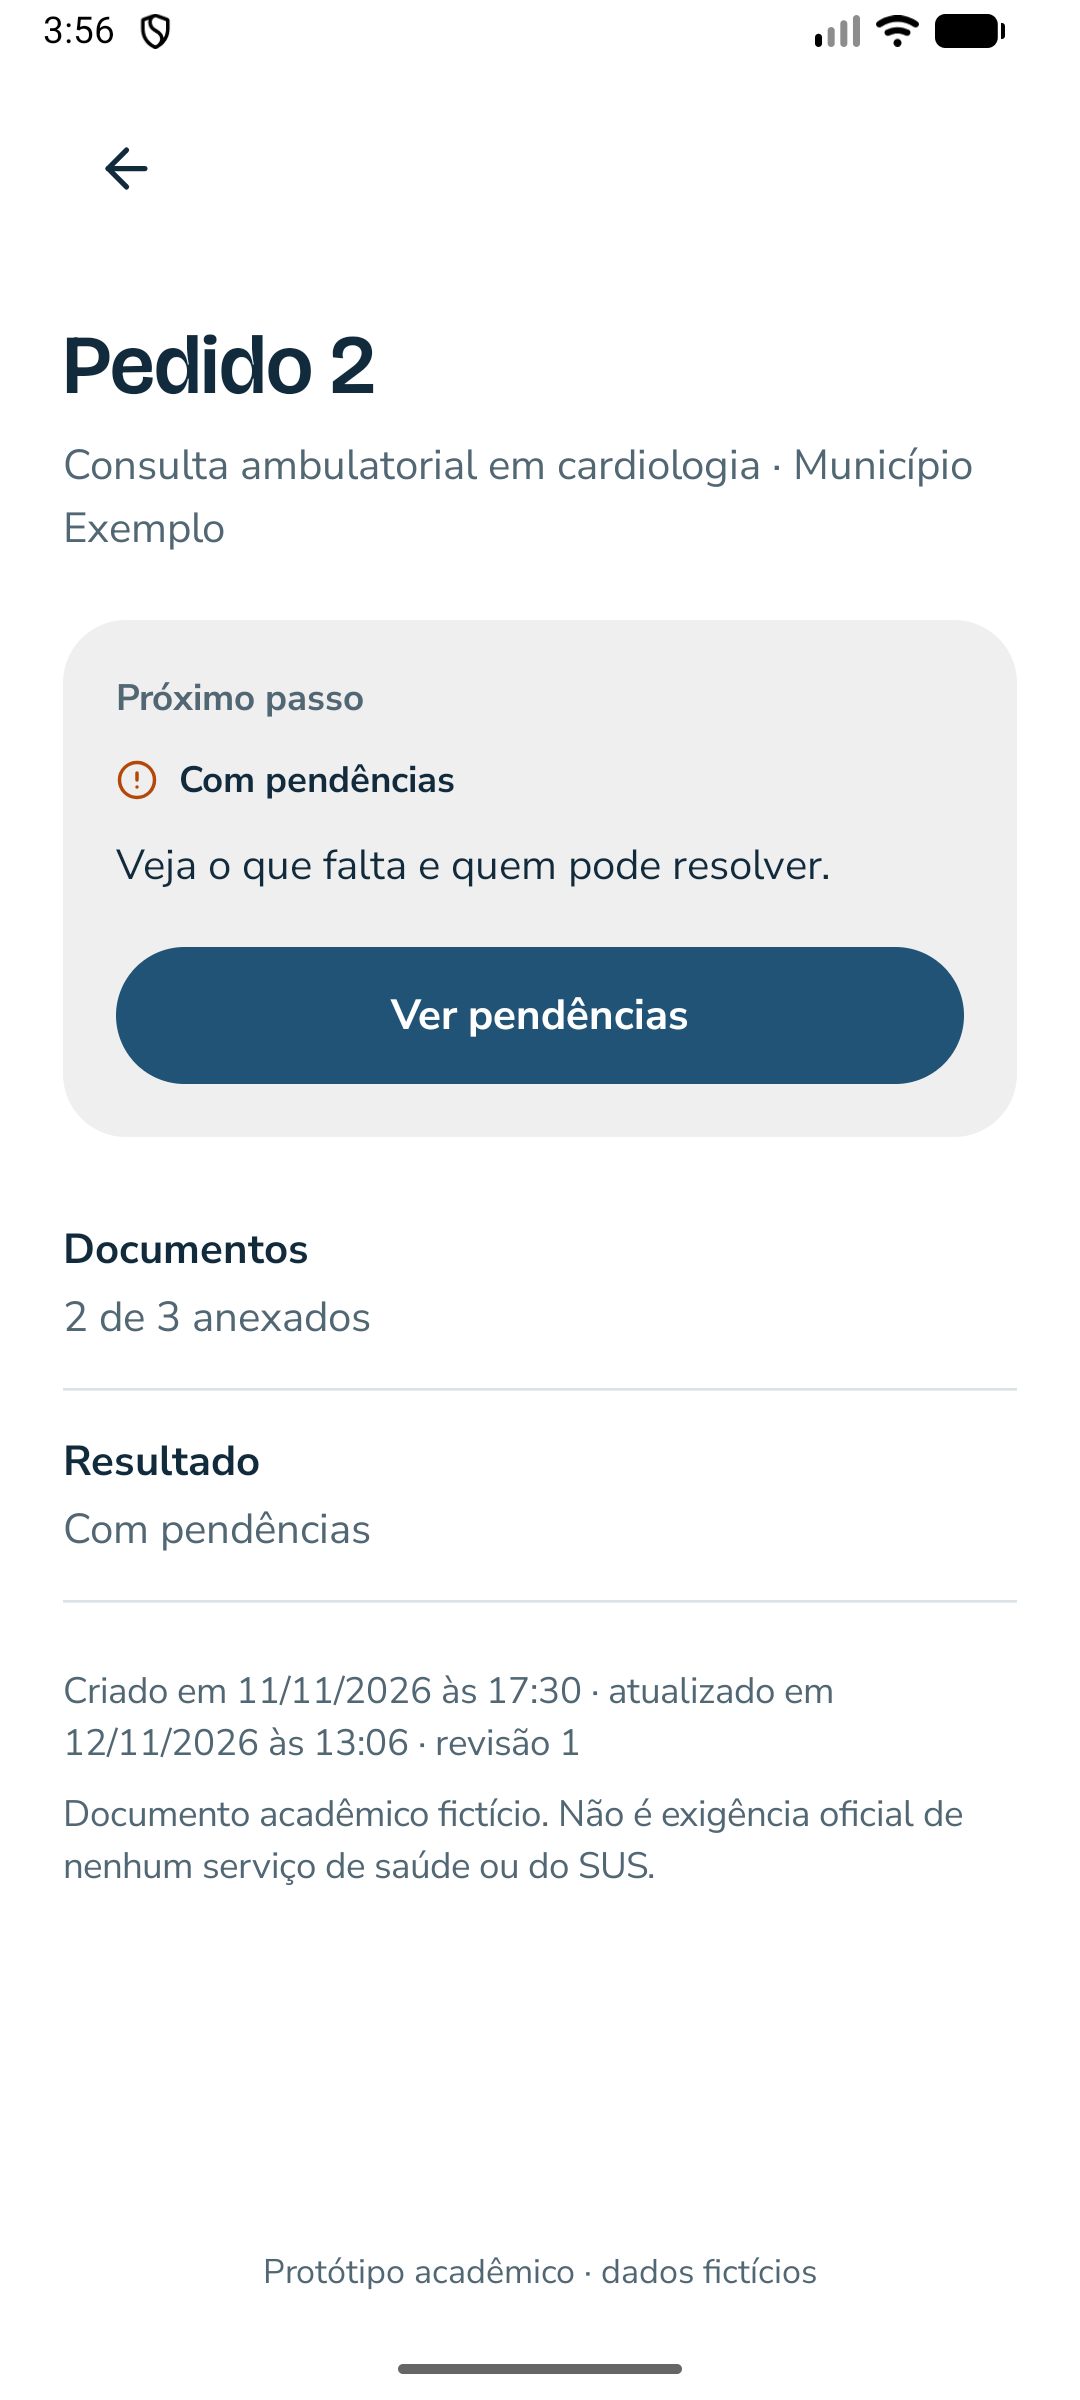 3:56
Pedido 2
Consulta ambulatorial em cardiologia · Município
Exemplo
Próximo passo
Com pendências
Veja o que falta e quem pode resolver.
Ver pendências
Documentos
2 de 3 anexados
Resultado
Com pendências
Criado em 11/11/2026 às 17:30 · atualizado em
12/11/2026 às 13:06 · revisão 1
Documento acadêmico fictício. Não é exigência oficial de
nenhum serviço de saúde ou do SUS.
Protótipo acadêmico · dados fictícios